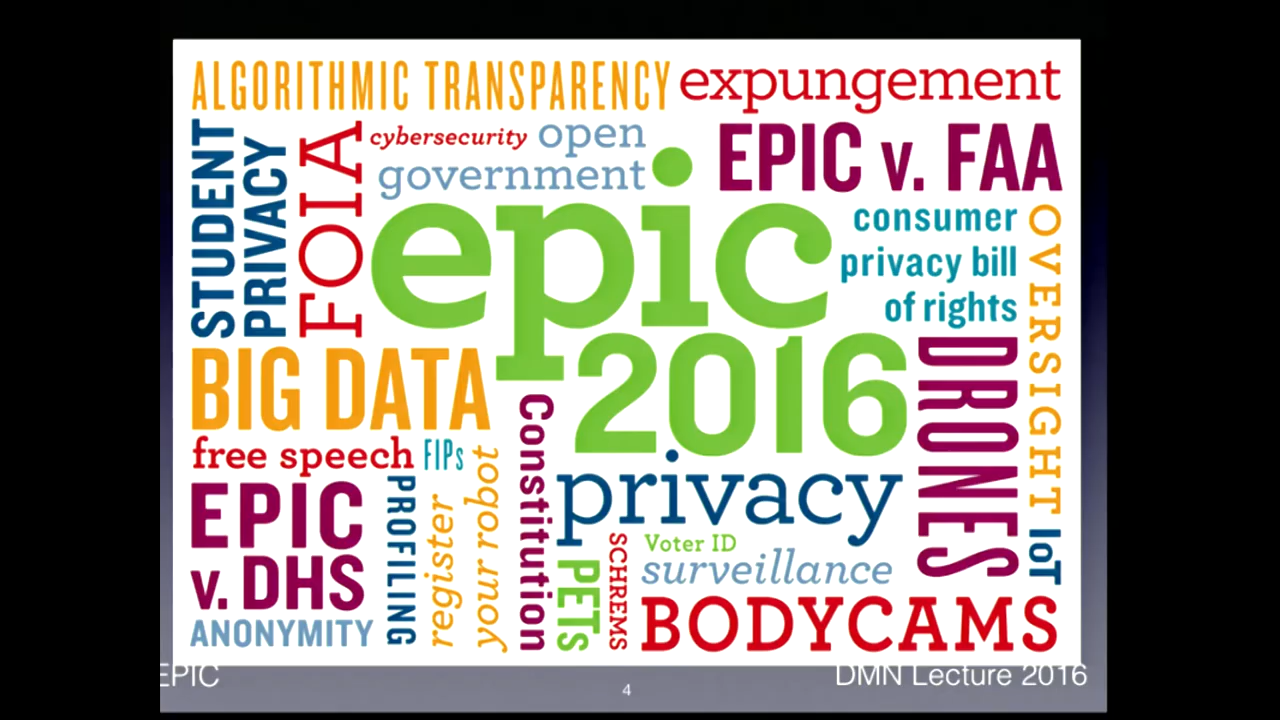 ALGORITHMIC TRANSPARENCY
expungement
STUDENT
PRIVACY
FOIA
cybersecurity
open
government
EPIC v. FAA
epic
2016
consumer
privacy bill
of rights
OVERSIGHT
BIG DATA
DRONES
free speech
FIPs
EPIC
v. DHS
ANONYMITY
PROFILING
register
your robot
Constitution
privacy
PETs
SCHREMS
Voter ID
surveillance
IoT
BODYCAMS
EPIC
4
DMN Lecture 2016